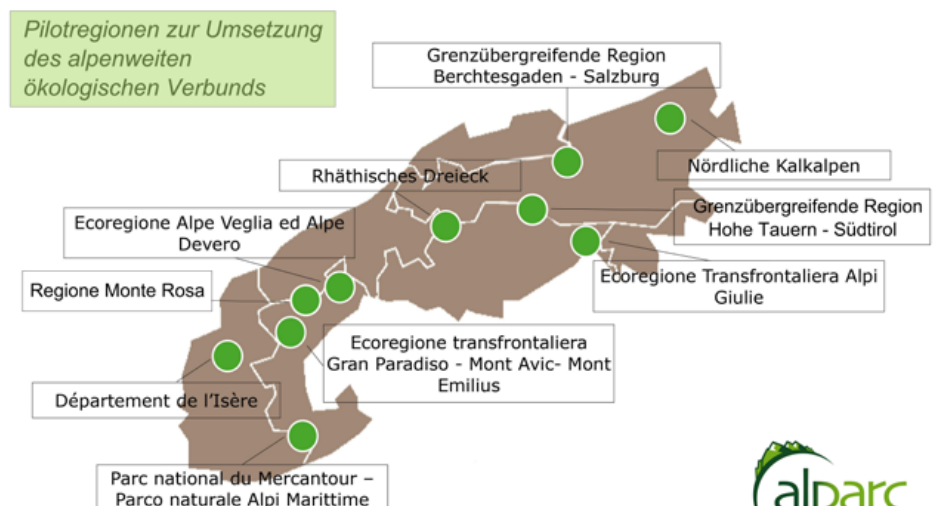 Pilotregionen zur Umsetzung
des alpenweiten
ökologischen Verbunds
Grenzübergreifende Region
Berchtesgaden - Salzburg
Nördliche Kalkalpen
Rhäthisches Dreieck
Grenzübergreifende Region
Hohe Tauern - Südtirol
Ecoregione Alpe Veglia ed Alpe
Devero
Ecoregione Transfrontaliera Alpi
Giulie
Regione Monte Rosa
Ecoregione transfrontaliera
Gran Paradiso - Mont Avic- Mont
Emilius
Département de l'Isère
Parc national du Mercantour –
Parco naturale Alpi Marittime
alparc